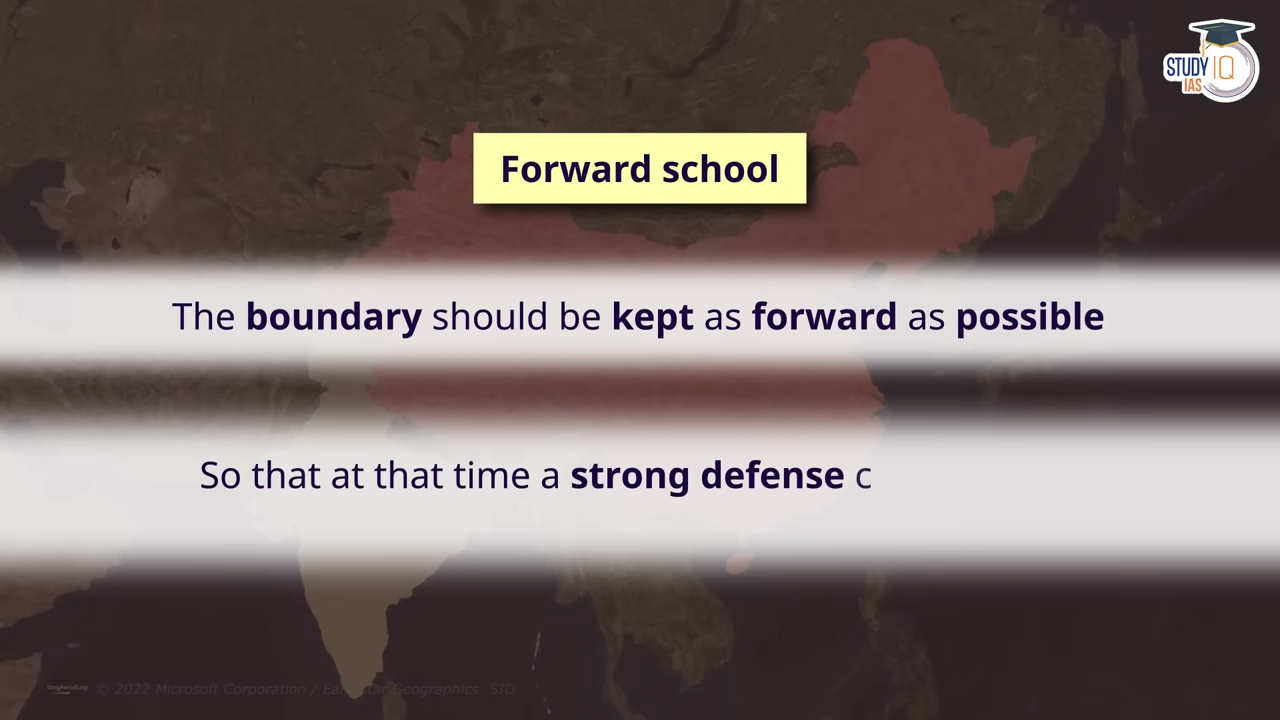 STUDY IQ
IAS
Forward school
The boundary should be kept as forward as possible
So that at that time a strong defense c
© 2022 Microsoft Corporation / Earthstar Geographics SIO